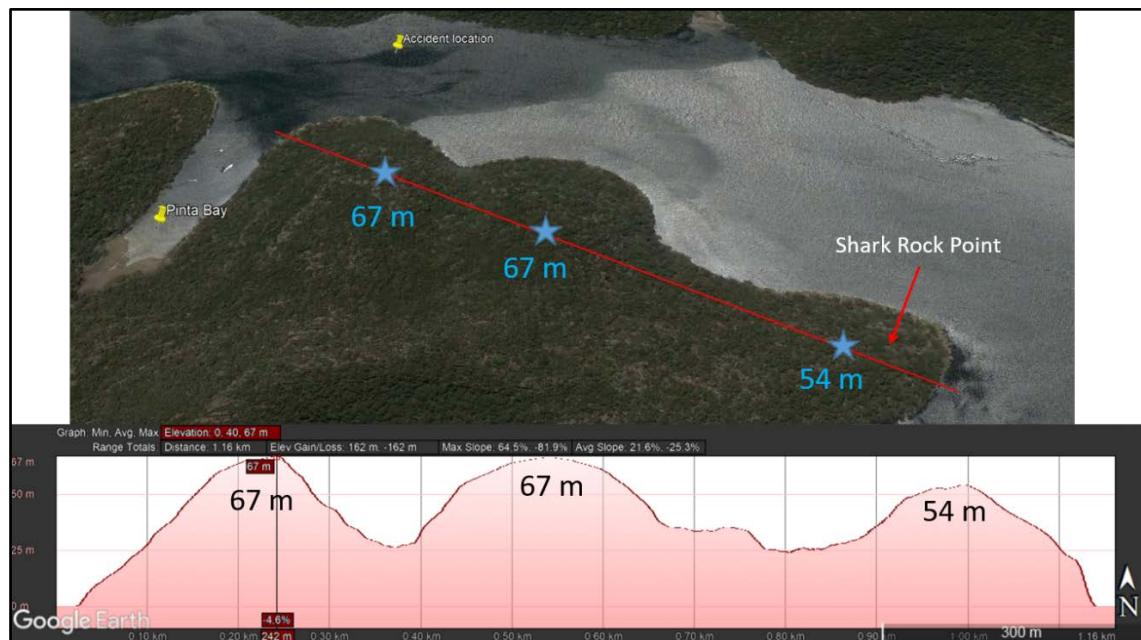 Accident location
Pinta Bay
67 m
67 m
Shark Rock Point
54 m
Graph: Min, Avg, Max Elevation: 0, 40, 67 m
Range Totals: Distance: 1.16 km Elev Gain/Loss: 162 m, -162 m Max Slope: 64.5%, -81.9% Avg Slope: 21.6%, -25.3%
67 m
50 m
25 m
0 m
67 m
67 m
67 m
54 m
Google Earth
N
-4.6%
0.10 km 0.20 km 242 m 0.30 km 0.40 km 0.50 km 0.60 km 0.70 km 0.80 km 0.90 km 1.00 km 1.16 km
300 m